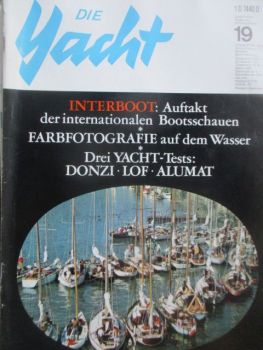 DIE
Yacht
19
INTERBOOT: Auftakt
der internationalen Bootsschauen
*
FARBFOTOGRAFIE auf dem Wasser
*
Drei YACHT-Tests:
DONZI · LOF · ALUMAT